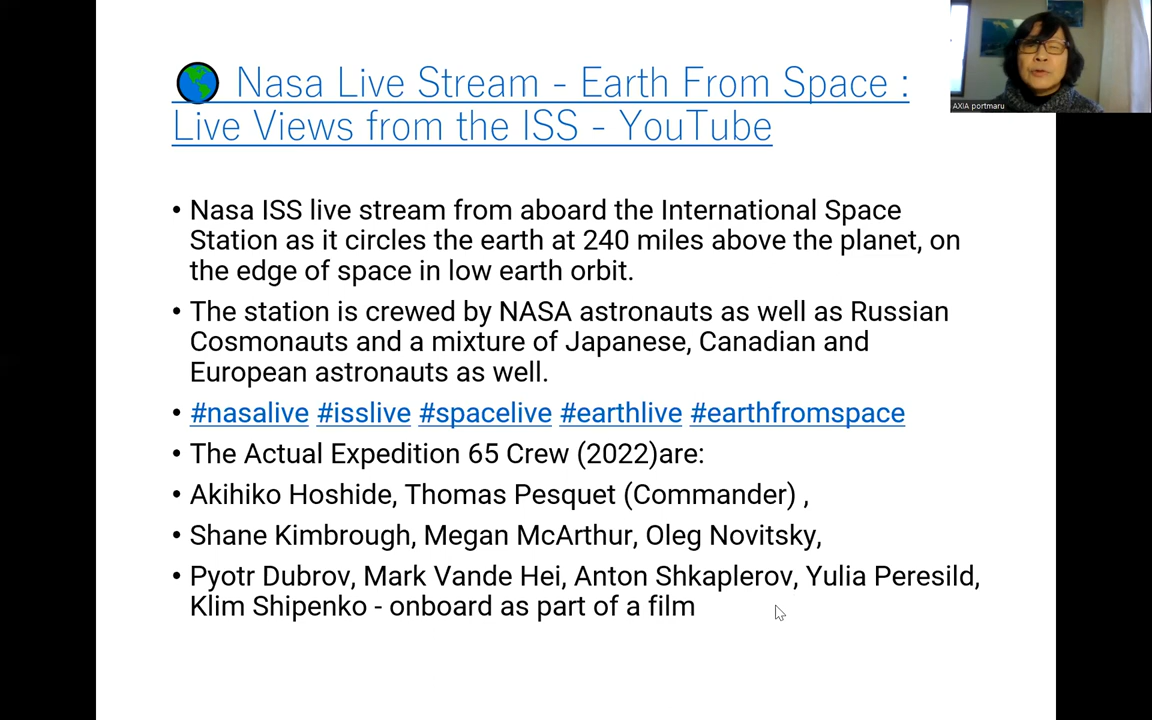 Nasa Live Stream - Earth From Space :
Live Views from the ISS - YouTube
AXIA portmaru
• Nasa ISS live stream from aboard the International Space
Station as it circles the earth at 240 miles above the planet, on
the edge of space in low earth orbit.
• The station is crewed by NASA astronauts as well as Russian
Cosmonauts and a mixture of Japanese, Canadian and
European astronauts as well.
• #nasalive #isslive #spacelive #earthlive #earthfromspace
• The Actual Expedition 65 Crew (2022)are:
• Akihiko Hoshide, Thomas Pesquet (Commander) ,
• Shane Kimbrough, Megan McArthur, Oleg Novitsky,
• Pyotr Dubrov, Mark Vande Hei, Anton Shkaplerov, Yulia Peresild,
Klim Shipenko - onboard as part of a film